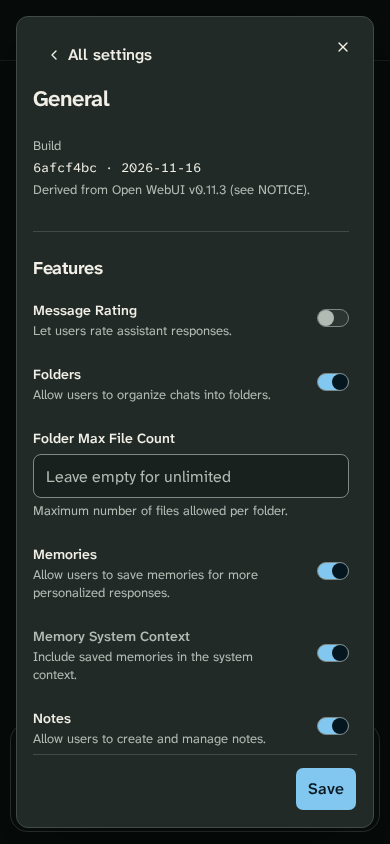 All settings
General
Build
6afcf4bc · 2026-11-16
Derived from Open WebUI v0.11.3 (see NOTICE).
Features
Message Rating
Let users rate assistant responses.
Folders
Allow users to organize chats into folders.
Folder Max File Count
Leave empty for unlimited
Maximum number of files allowed per folder.
Memories
Allow users to save memories for more
personalized responses.
Memory System Context
Include saved memories in the system
context.
Notes
Allow users to create and manage notes.
Save